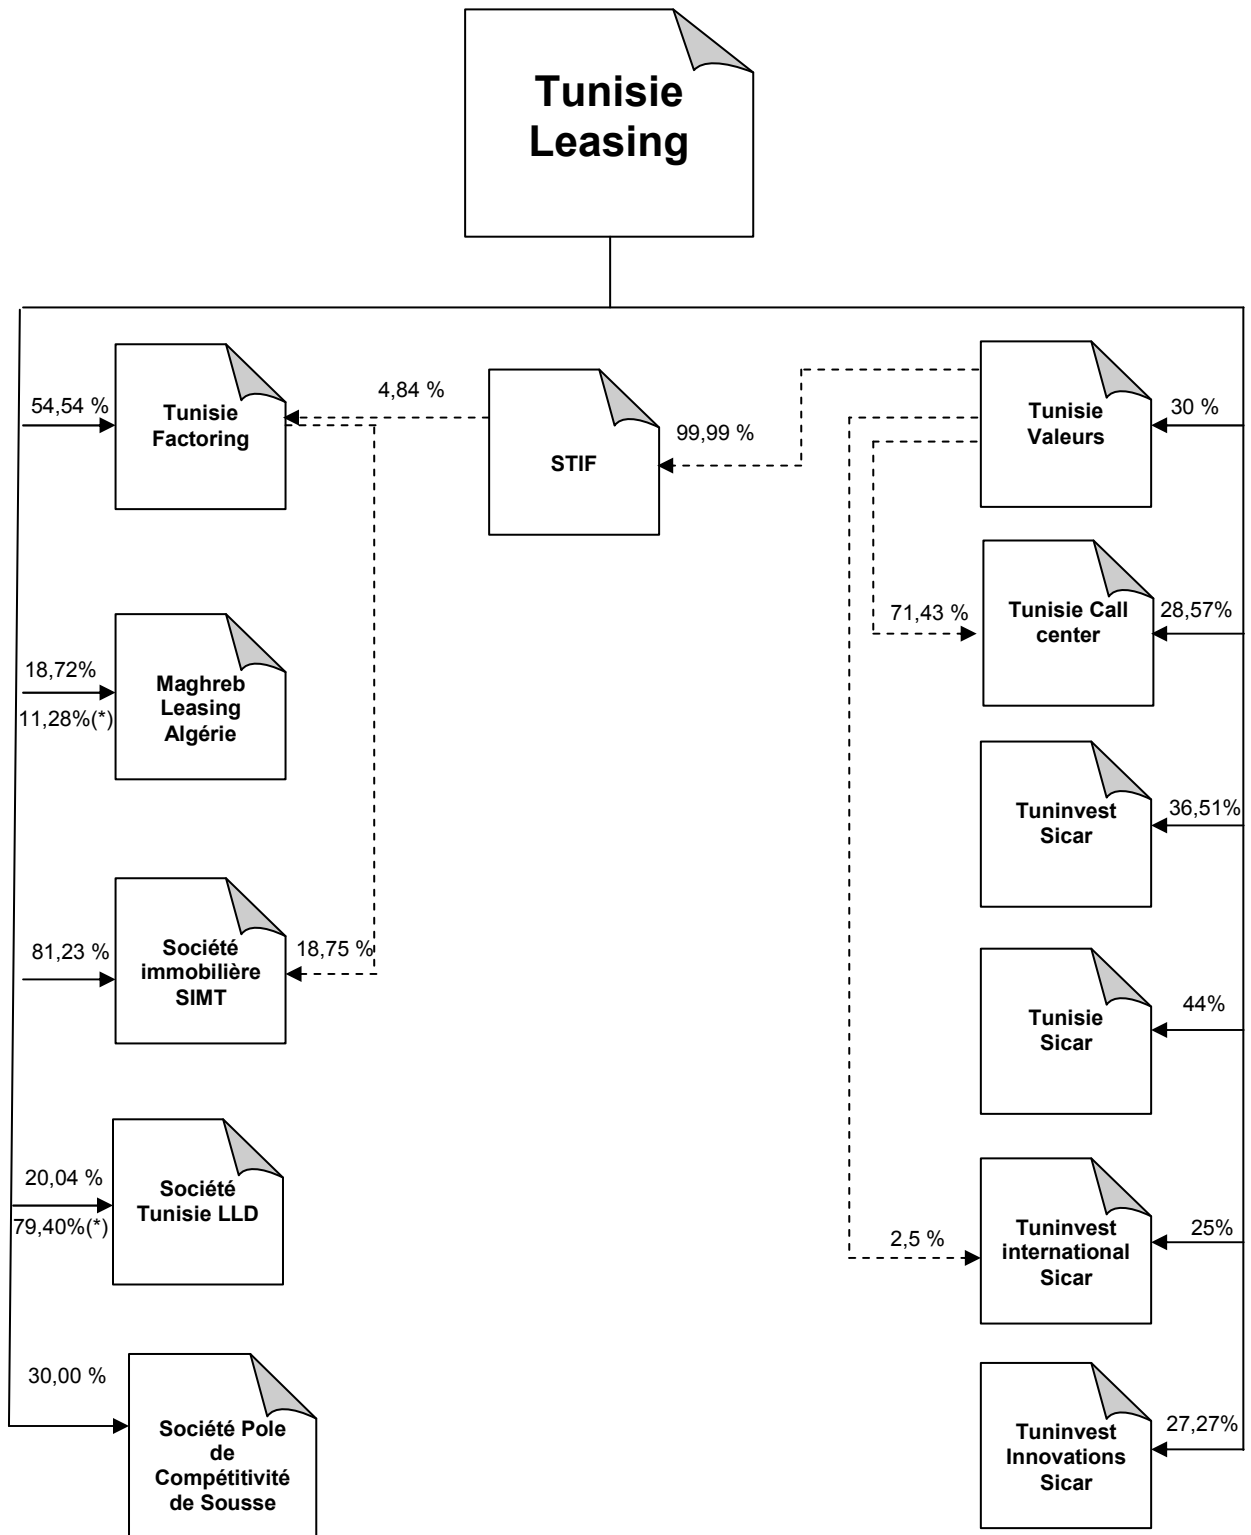 Tunisie
Leasing
54,54 %
Tunisie
Factoring
4,84 %
STIF
99,99 %
Tunisie
Valeurs
30 %
71,43 %
Tunisie Call
center
28,57%
18,72%
11,28%(*)
Maghreb
Leasing
Algérie
Tuninvest
Sicar
36,51%
81,23 %
Société
immobilière
SIMT
18,75 %
Tunisie
Sicar
44%
20,04 %
79,40%(*)
Société
Tunisie LLD
2,5 %
Tuninvest
international
Sicar
25%
30,00 %
Société Pole
de
Compétitivité
de Sousse
Tuninvest
Innovations
Sicar
27,27%